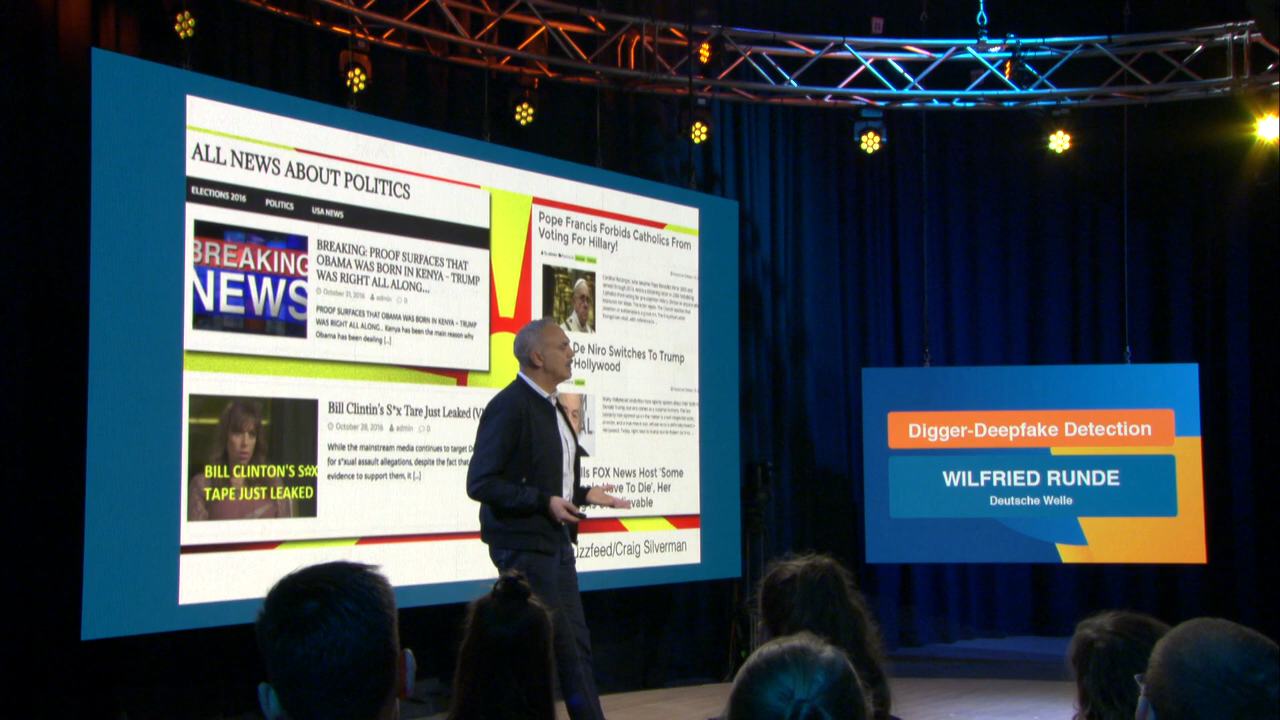 ALL NEWS ABOUT POLITICS
ELECTIONS 2016 POLITICS USA NEWS
BREAKING
NEWS
BREAKING: PROOF SURFACES THAT
OBAMA WAS BORN IN KENYA – TRUMP
WAS RIGHT ALL ALONG...
October 31, 2016 admin 0
PROOF SURFACES THAT OBAMA WAS BORN IN KENYA – TRUMP
WAS RIGHT ALL ALONG... Kenya has been the main reason why
Obama has been dealing [...]
BILL CLINTON'S S☆X
TAPE JUST LEAKED
Bill Clinton's S*x Tare Just Leaked (V
October 28, 2016 admin 0
While the mainstream media continues to target D
for s*xual assault allegations, despite the fact that
evidence to support them, it [...]
Pope Francis Forbids Catholics From
Voting For Hillary!
De Niro Switches To Trump
Hollywood
lls FOX News Host 'Some
Have To Die', Her
uzzfeed/Craig Silverman
Digger-Deepfake Detection
WILFRIED RUNDE
Deutsche Welle